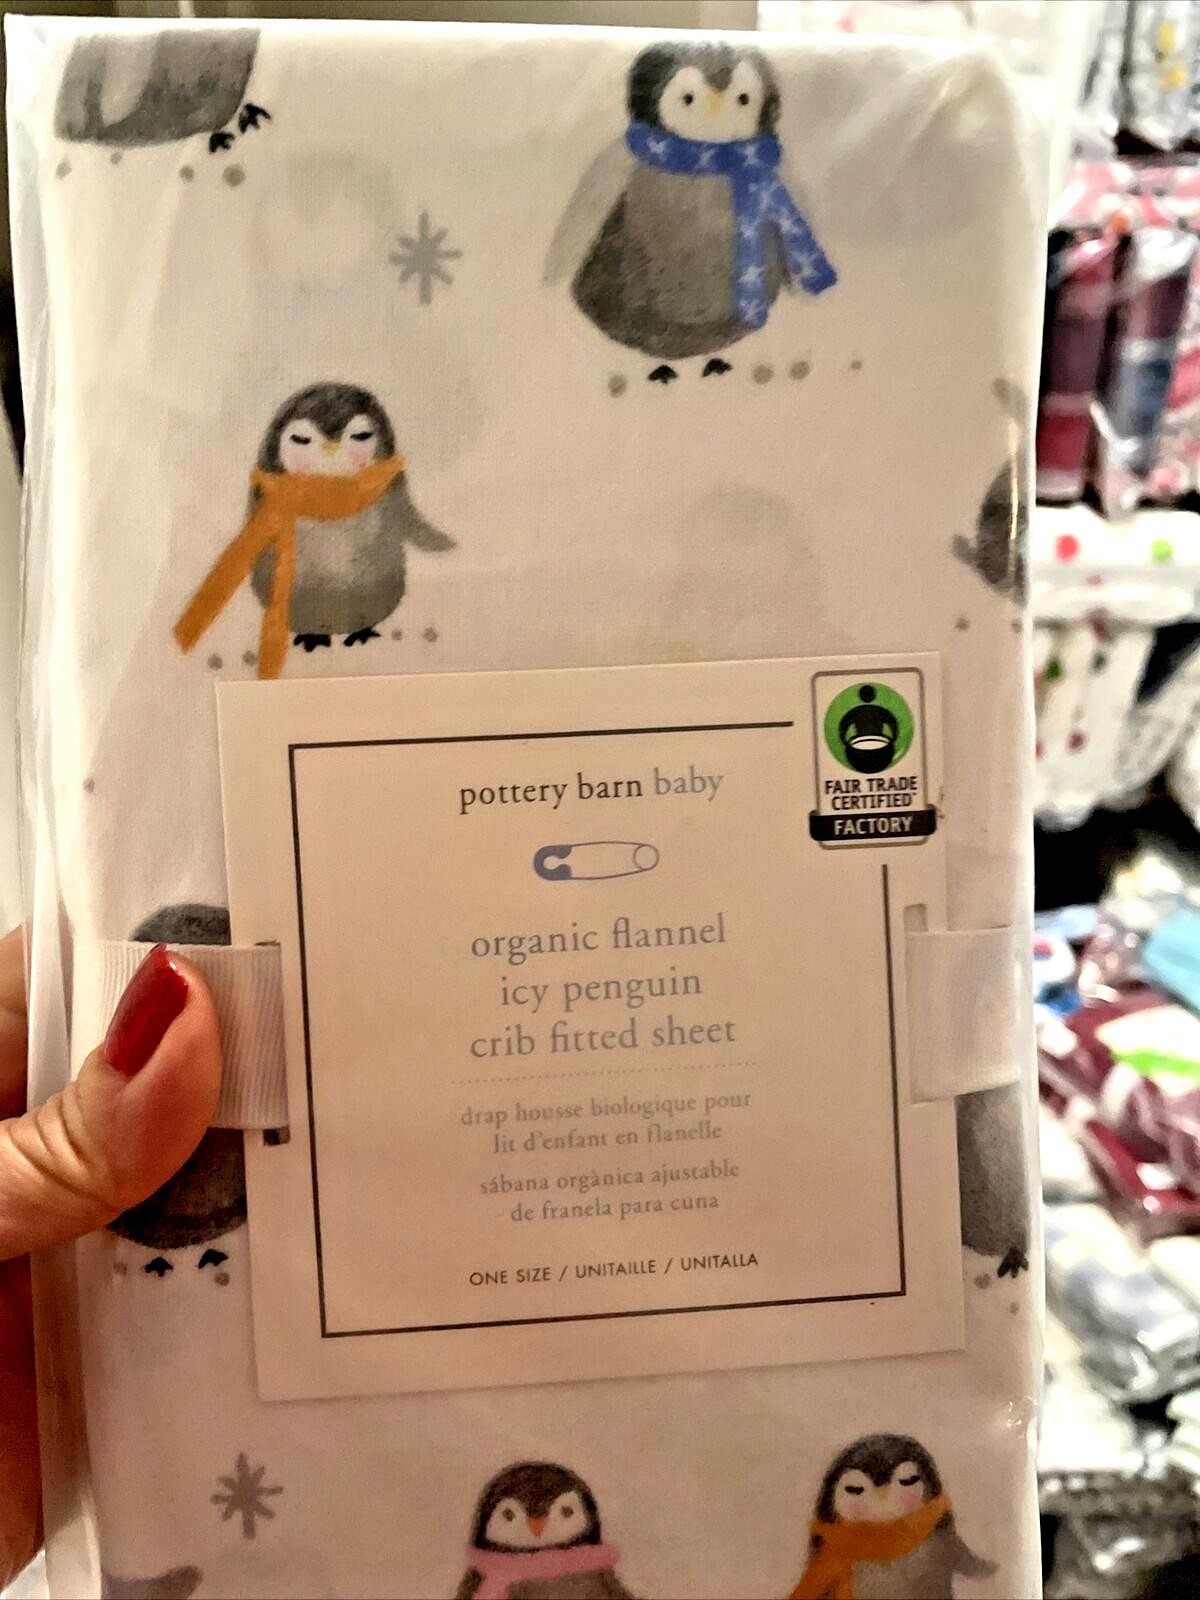 pottery barn baby
FAIR TRADE
CERTIFIED
FACTORY
organic flannel
icy penguin
crib fitted sheet
drap housse biologique pour
lit d'enfant en flanelle
sábana orgànica ajustable
de franela para cuna
ONE SIZE / UNITAILLE / UNITALLA